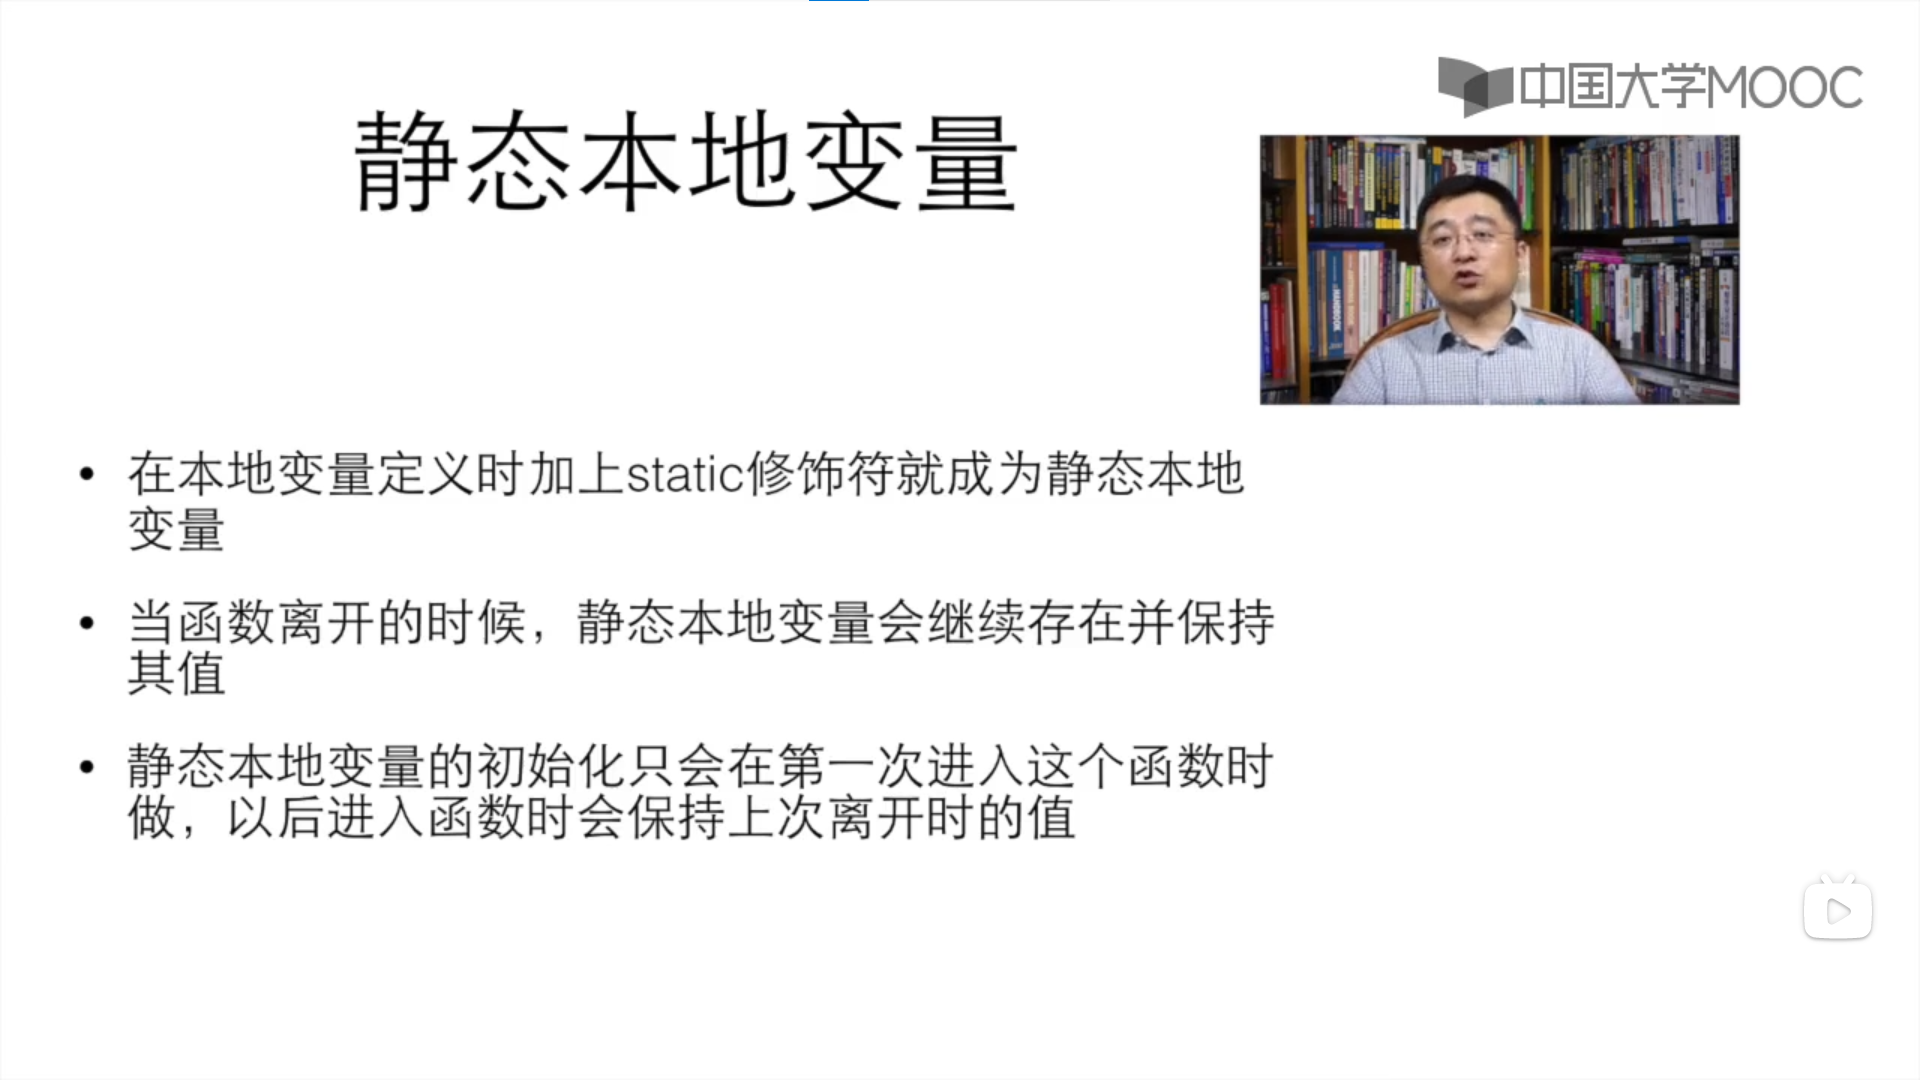 中国大学MOOC
静态本地变量
HANDBOOK
在本地变量定义时加上static修饰符就成为静态本地
变量
当函数离开的时候，静态本地变量会继续存在并保持
其值
静态本地变量的初始化只会在第一次进入这个函数时
做，以后进入函数时会保持上次离开时的值